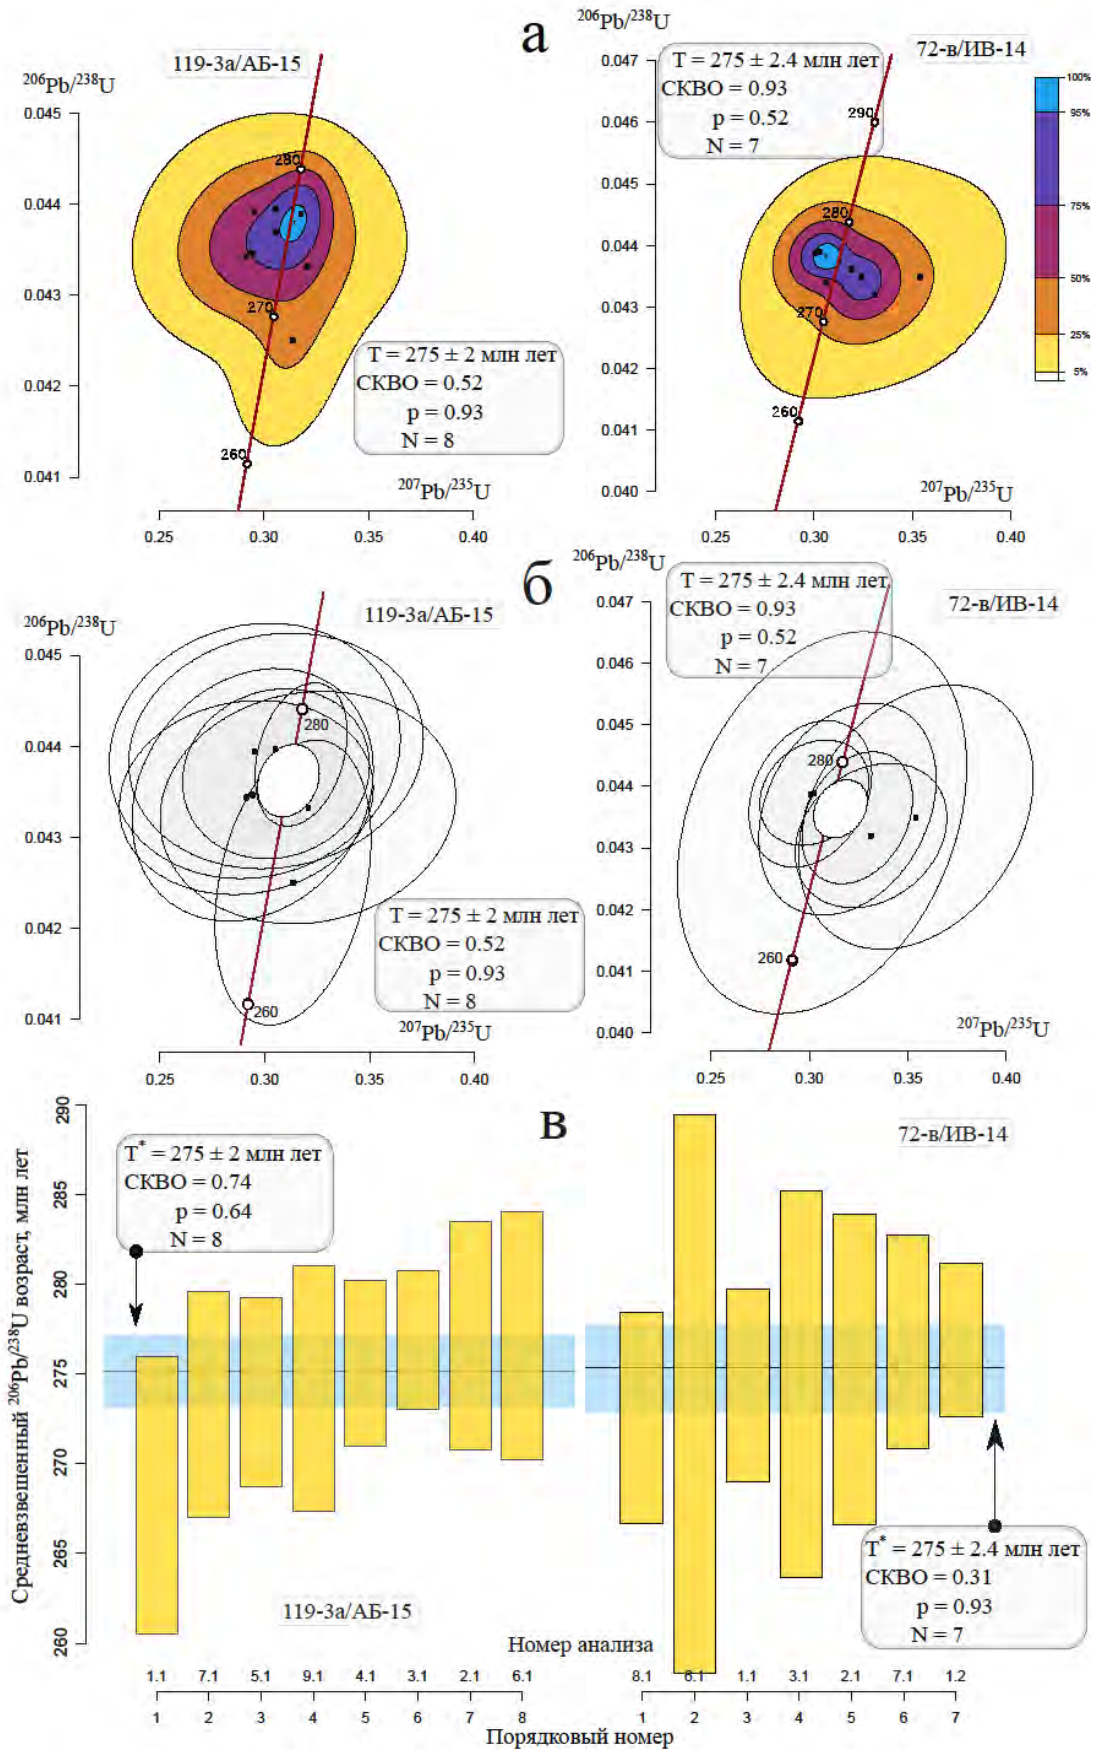 а
119-3а/АБ-15
206Pb/238U
0.045
0.044
0.043
0.042
0.041
280
270
260
T = 275 ± 2 млн лет
СКВО = 0.52
p = 0.93
N = 8
207Pb/235U
0.25
0.30
0.35
0.40
206Pb/238U
72-в/ИВ-14
T = 275 ± 2.4 млн лет
СКВО = 0.93
p = 0.52
N = 7
0.047
0.046
0.045
0.044
0.043
0.042
0.041
0.040
290
280
270
260
207Pb/235U
0.25
0.30
0.35
0.40
100%
95%
75%
50%
25%
5%
б
119-3а/АБ-15
206Pb/238U
0.045
0.044
0.043
0.042
0.041
280
260
T = 275 ± 2 млн лет
СКВО = 0.52
p = 0.93
N = 8
207Pb/235U
0.25
0.30
0.35
0.40
206Pb/238U
72-в/ИВ-14
T = 275 ± 2.4 млн лет
СКВО = 0.93
p = 0.52
N = 7
0.047
0.046
0.045
0.044
0.043
0.042
0.041
0.040
280
260
207Pb/235U
0.25
0.30
0.35
0.40
в
Средневзвешенный 206Pb/238U возраст, млн лет
290
285
280
275
270
265
260
T* = 275 ± 2 млн лет
СКВО = 0.74
p = 0.64
N = 8
119-3а/АБ-15
72-в/ИВ-14
T* = 275 ± 2.4 млн лет
СКВО = 0.31
p = 0.93
N = 7
Номер анализа
1.1 7.1 5.1 9.1 4.1 3.1 2.1 6.1
1 2 3 4 5 6 7 8
8.1 6.1 1.1 3.1 2.1 7.1 1.2
1 2 3 4 5 6 7
Порядковый номер